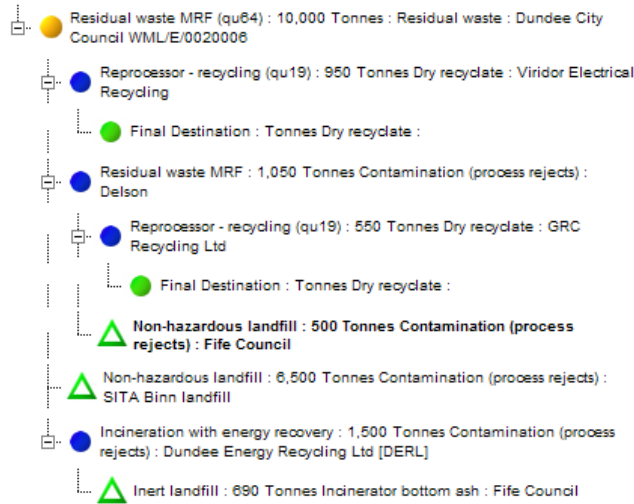 Residual waste MRF (qu64) : 10,000 Tonnes : Residual waste : Dundee City
Council WML/E/0020006
Reprocessor - recycling (qu19) : 950 Tonnes Dry recyclate : Viridor Electrical
Recycling
Final Destination : Tonnes Dry recyclate :
Residual waste MRF : 1,050 Tonnes Contamination (process rejects) :
Delson
Reprocessor - recycling (qu19) : 550 Tonnes Dry recyclate : GRC
Recycling Ltd
Final Destination : Tonnes Dry recyclate :
Non-hazardous landfill : 500 Tonnes Contamination (process
rejects) : Fife Council
Non-hazardous landfill : 6,500 Tonnes Contamination (process rejects) :
SITA Binn landfill
Incineration with energy recovery : 1,500 Tonnes Contamination (process
rejects) : Dundee Energy Recycling Ltd [DERL]
Inert landfill : 690 Tonnes Incinerator bottom ash : Fife Council